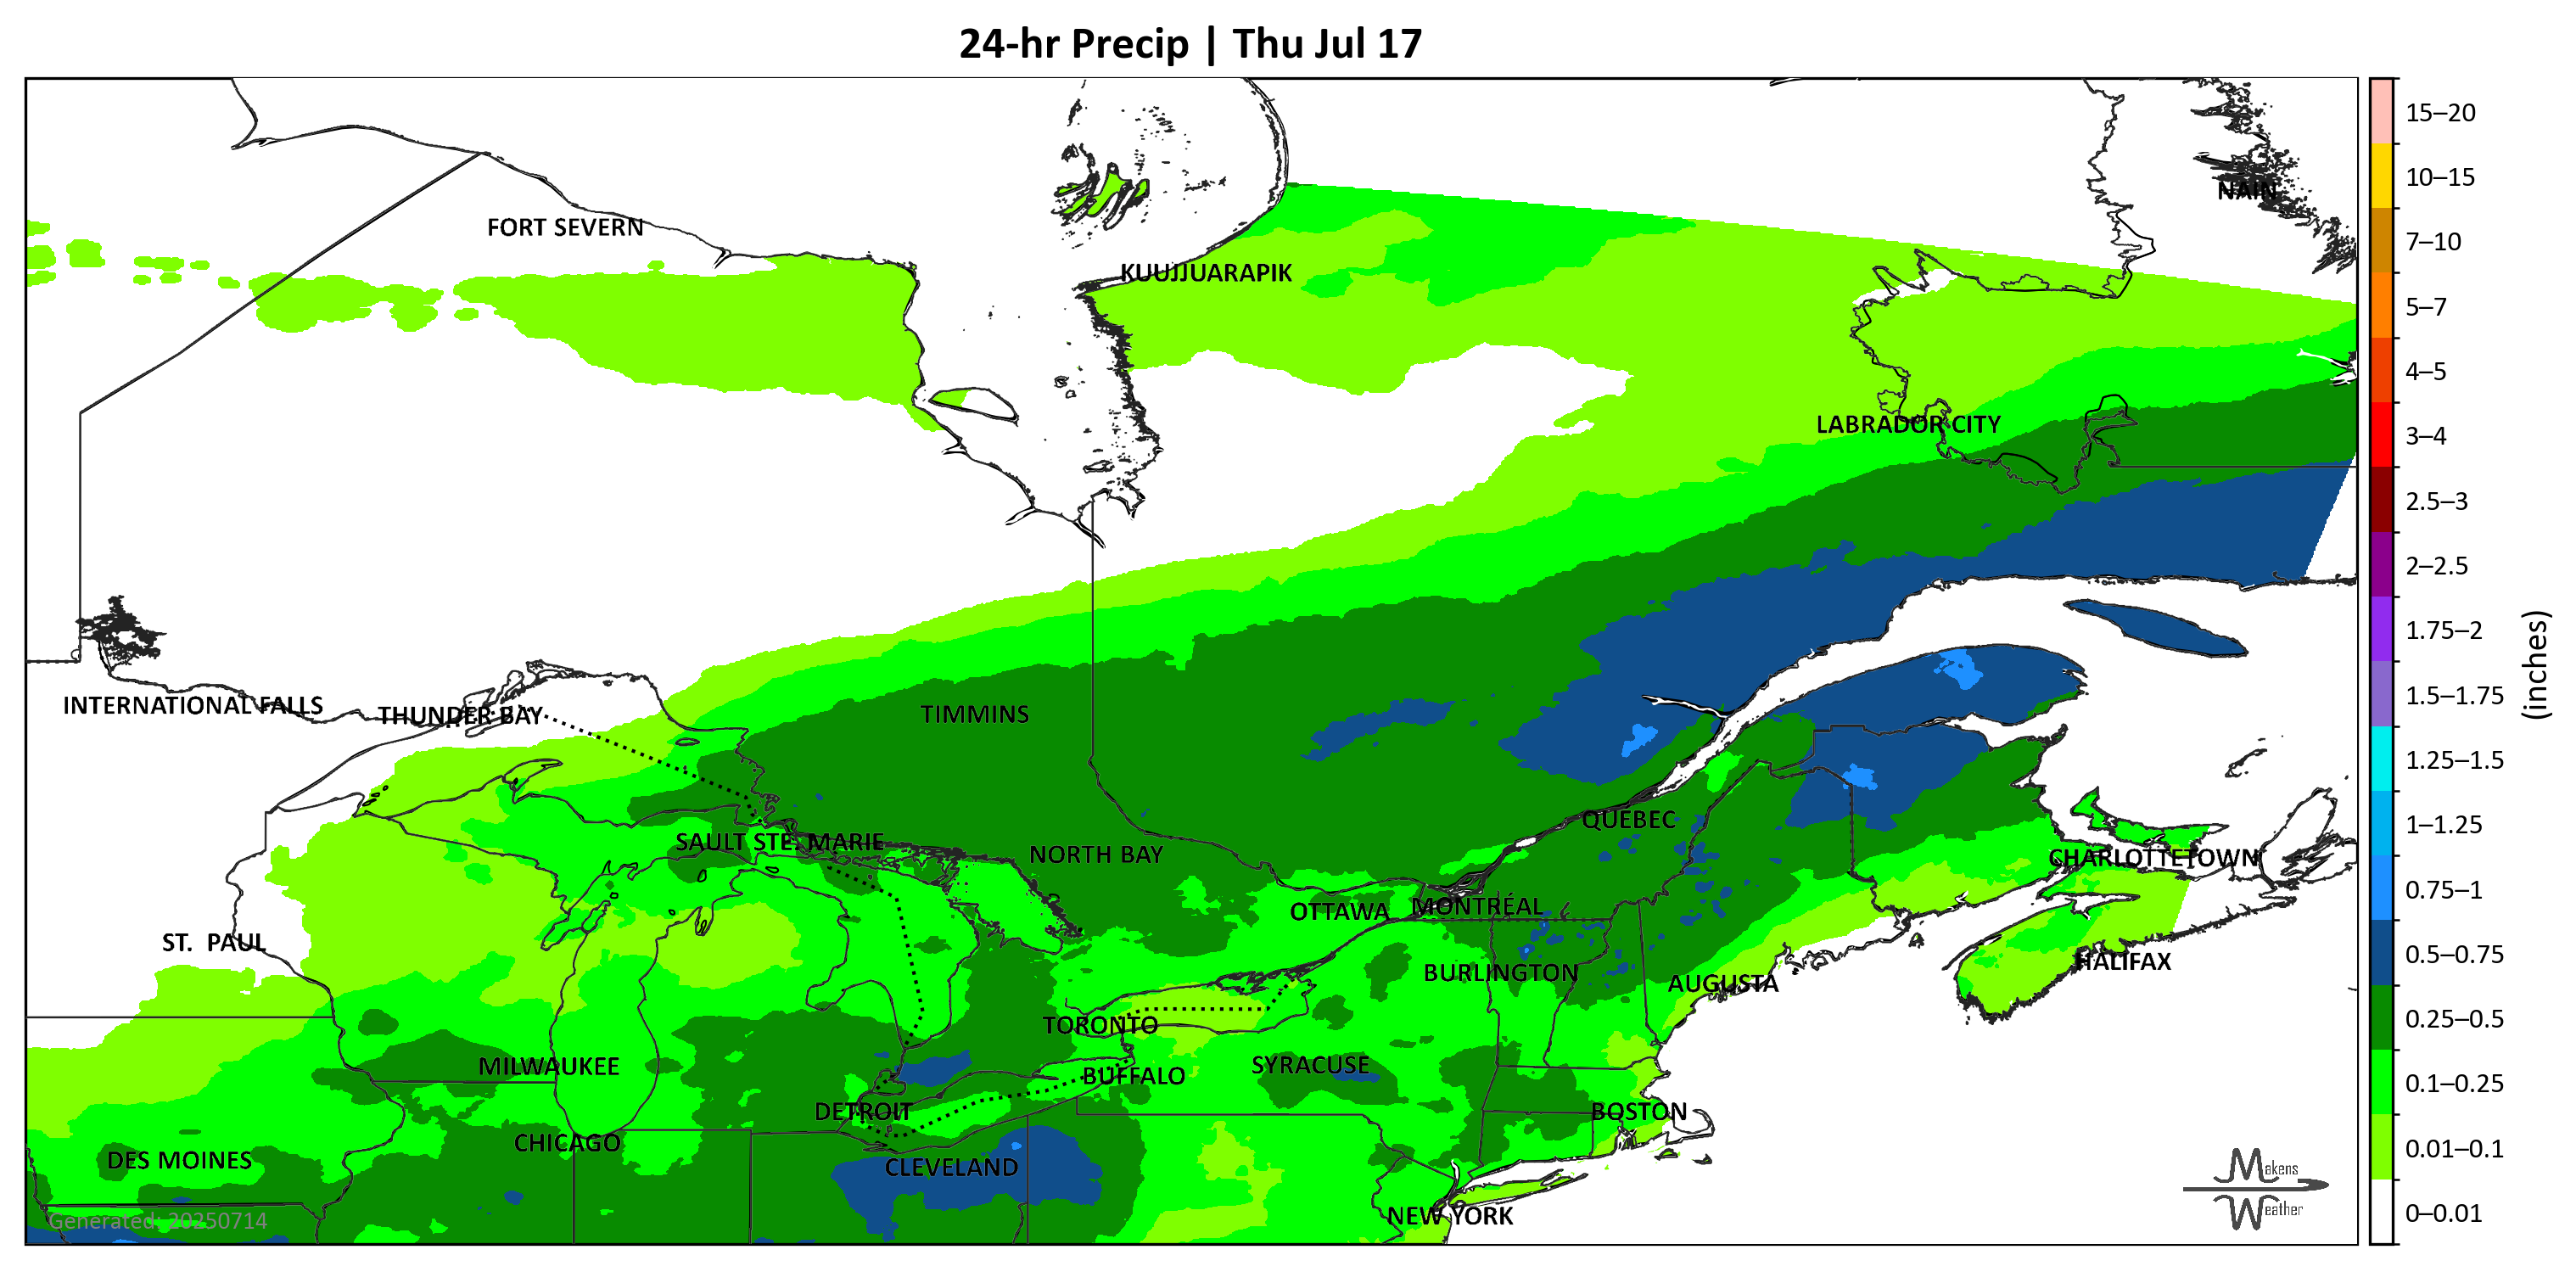 24-hr Precip | Thu Jul 17
NAIN
FORT SEVERN
KUUJJUARAPIK
LABRADOR CITY
INTERNATIONAL FALLS
THUNDER BAY
TIMMINS
QUEBEC
SAULT STE. MARIE
NORTH BAY
CHARLOTTETOWN
OTTAWA
MONTRÉAL
ST. PAUL
HALIFAX
BURLINGTON
AUGUSTA
TORONTO
MILWAUKEE
SYRACUSE
BUFFALO
DETROIT
BOSTON
CHICAGO
DES MOINES
CLEVELAND
NEW YORK
Generated: 20250714
Makens
Weather
15–20
10–15
7–10
5–7
4–5
3–4
2.5–3
2–2.5
1.75–2
1.5–1.75
1.25–1.5
1–1.25
0.75–1
0.5–0.75
0.25–0.5
0.1–0.25
0.01–0.1
0–0.01
(inches)